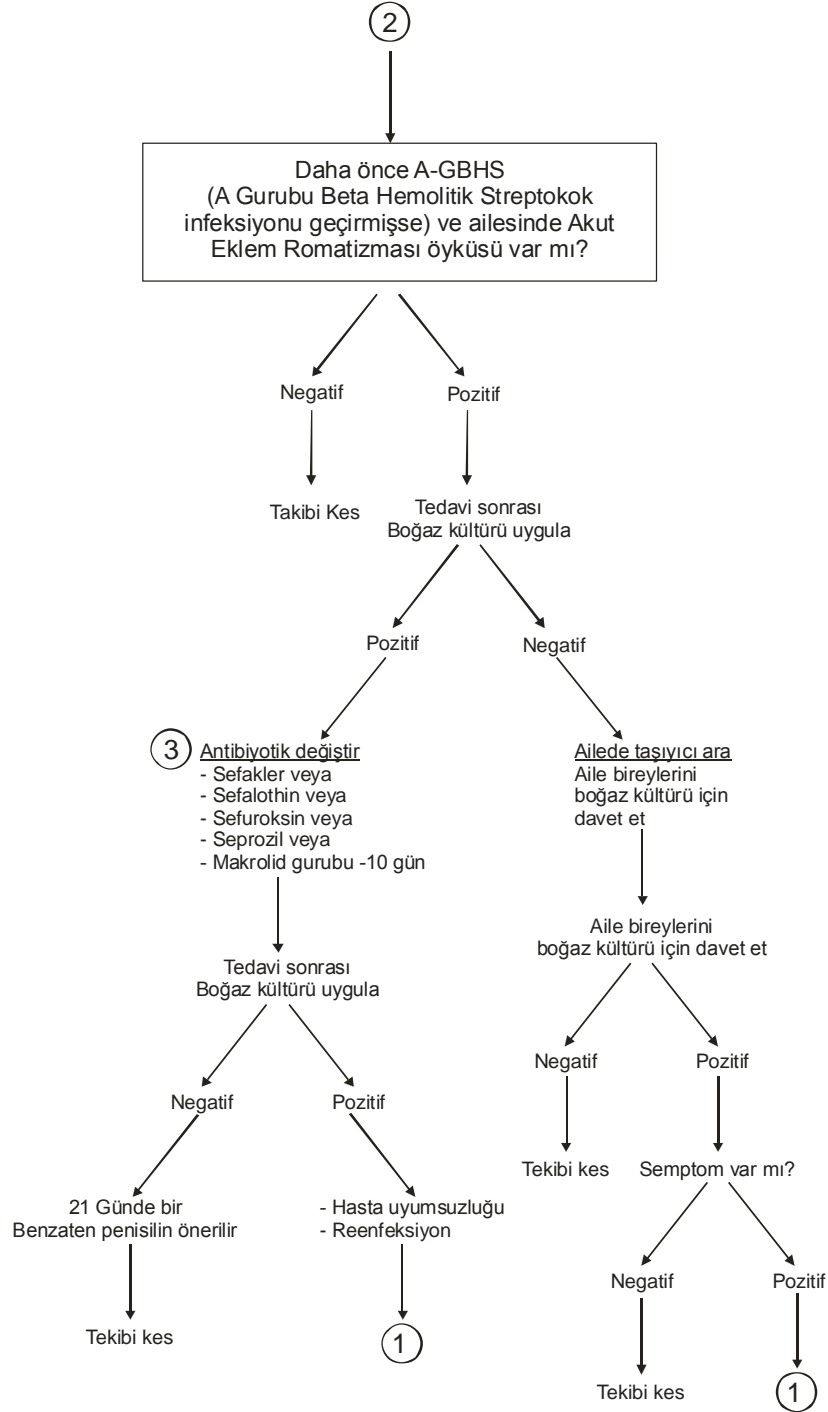 2
Daha önce A-GBHS
(A Gurubu Beta Hemolitik Streptokok
infeksiyonu geçirmişse) ve ailesinde Akut
Eklem Romatizması öyküsü var mı?
Negatif
Pozitif
Takibi Kes
Tedavi sonrası
Boğaz kültürü uygula
Pozitif
Negatif
3
Antibiyotik değiştir
- Sefakler veya
- Sefalothin veya
- Sefuroksin veya
- Seprozil veya
- Makrolid gurubu -10 gün
Ailede taşıyıcı ara
Aile bireylerini
boğaz kültürü için
davet et
Tedavi sonrası
Boğaz kültürü uygula
Aile bireylerini
boğaz kültürü için davet et
Negatif
Pozitif
Negatif
Pozitif
21 Günde bir
Benzaten penisilin önerilir
- Hasta uyumsuzluğu
- Reenfeksiyon
Tekibi kes
Semptom var mı?
Tekibi kes
1
Negatif
Pozitif
Tekibi kes
1